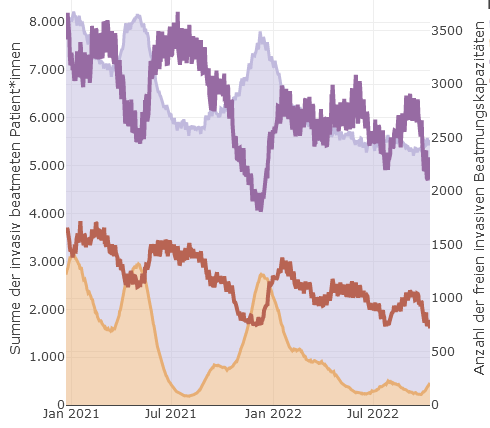 Summe der invasiv beatmeten Patient*innen
8.000
7.000
6.000
5.000
4.000
3.000
2.000
1.000
0
3500
3000
2500
2000
1500
1000
500
0
Anzahl der freien invasiven Beatmungskapazitäten
Jan 2021
Jul 2021
Jan 2022
Jul 2022